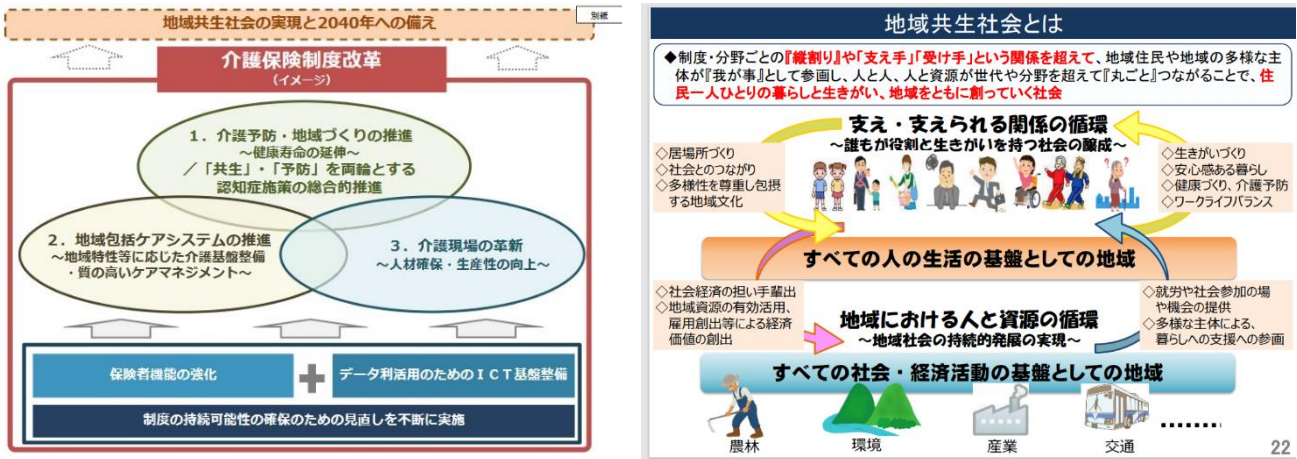 別紙
地域共生社会の実現と2040年への備え
介護保険制度改革
(イメージ)
1.介護予防・地域づくりの推進
~健康寿命の延伸~
/「共生」・「予防」を両輪とする
認知症施策の総合的推進
2.地域包括ケアシステムの推進
~地域特性等に応じた介護基盤整備
・質の高いケアマネジメント~
3.介護現場の革新
~人材確保・生産性の向上~
保険者機能の強化
+
データ利活用のためのICT基盤整備
制度の持続可能性の確保のための見直しを不断に実施
地域共生社会とは
◆制度・分野ごとの『縦割り』や「支え手」「受け手」という関係を超えて、地域住民や地域の多様な主
体が『我が事』として参画し、人と人、人と資源が世代や分野を超えて『丸ごと』つながることで、住
民一人ひとりの暮らしと生きがい、地域をともに創っていく社会
支え・支えられる関係の循環
~誰もが役割と生きがいを持つ社会の醸成~
◇居場所づくり
◇社会とのつながり
◇多様性を尊重し包摂
する地域文化
◇生きがいづくり
◇安心感ある暮らし
◇健康づくり、介護予防
◇ワークライフバランス
すべての人の生活の基盤としての地域
◇社会経済の担い手輩出
◇地域資源の有効活用、
雇用創出等による経済
価値の創出
地域における人と資源の循環
~地域社会の持続的発展の実現~
◇就労や社会参加の場
や機会の提供
◇多様な主体による、
暮らしへの支援への参画
すべての社会・経済活動の基盤としての地域
農林
環境
産業
交通
22